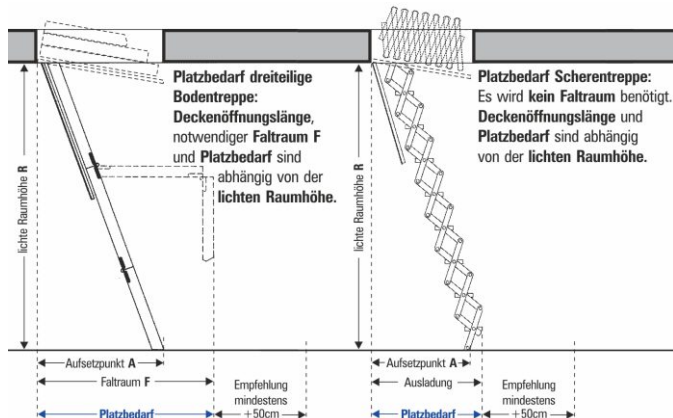 Platzbedarf dreiteilige
Bodentreppe:
Deckenöffnungslänge,
notwendiger Faltraum F
und Platzbedarf sind
abhängig von der
lichten Raumhöhe.
lichte Raumhöhe R
Aufsetzpunkt A
Faltraum F
Platzbedarf
Empfehlung
mindestens
+50cm
Platzbedarf Scherentreppe:
Es wird kein Faltraum benötigt.
Deckenöffnungslänge und
Platzbedarf sind abhängig
von der lichten Raumhöhe.
lichte Raumhöhe R
Aufsetzpunkt A
Ausladung
Platzbedarf
Empfehlung
mindestens
+50cm